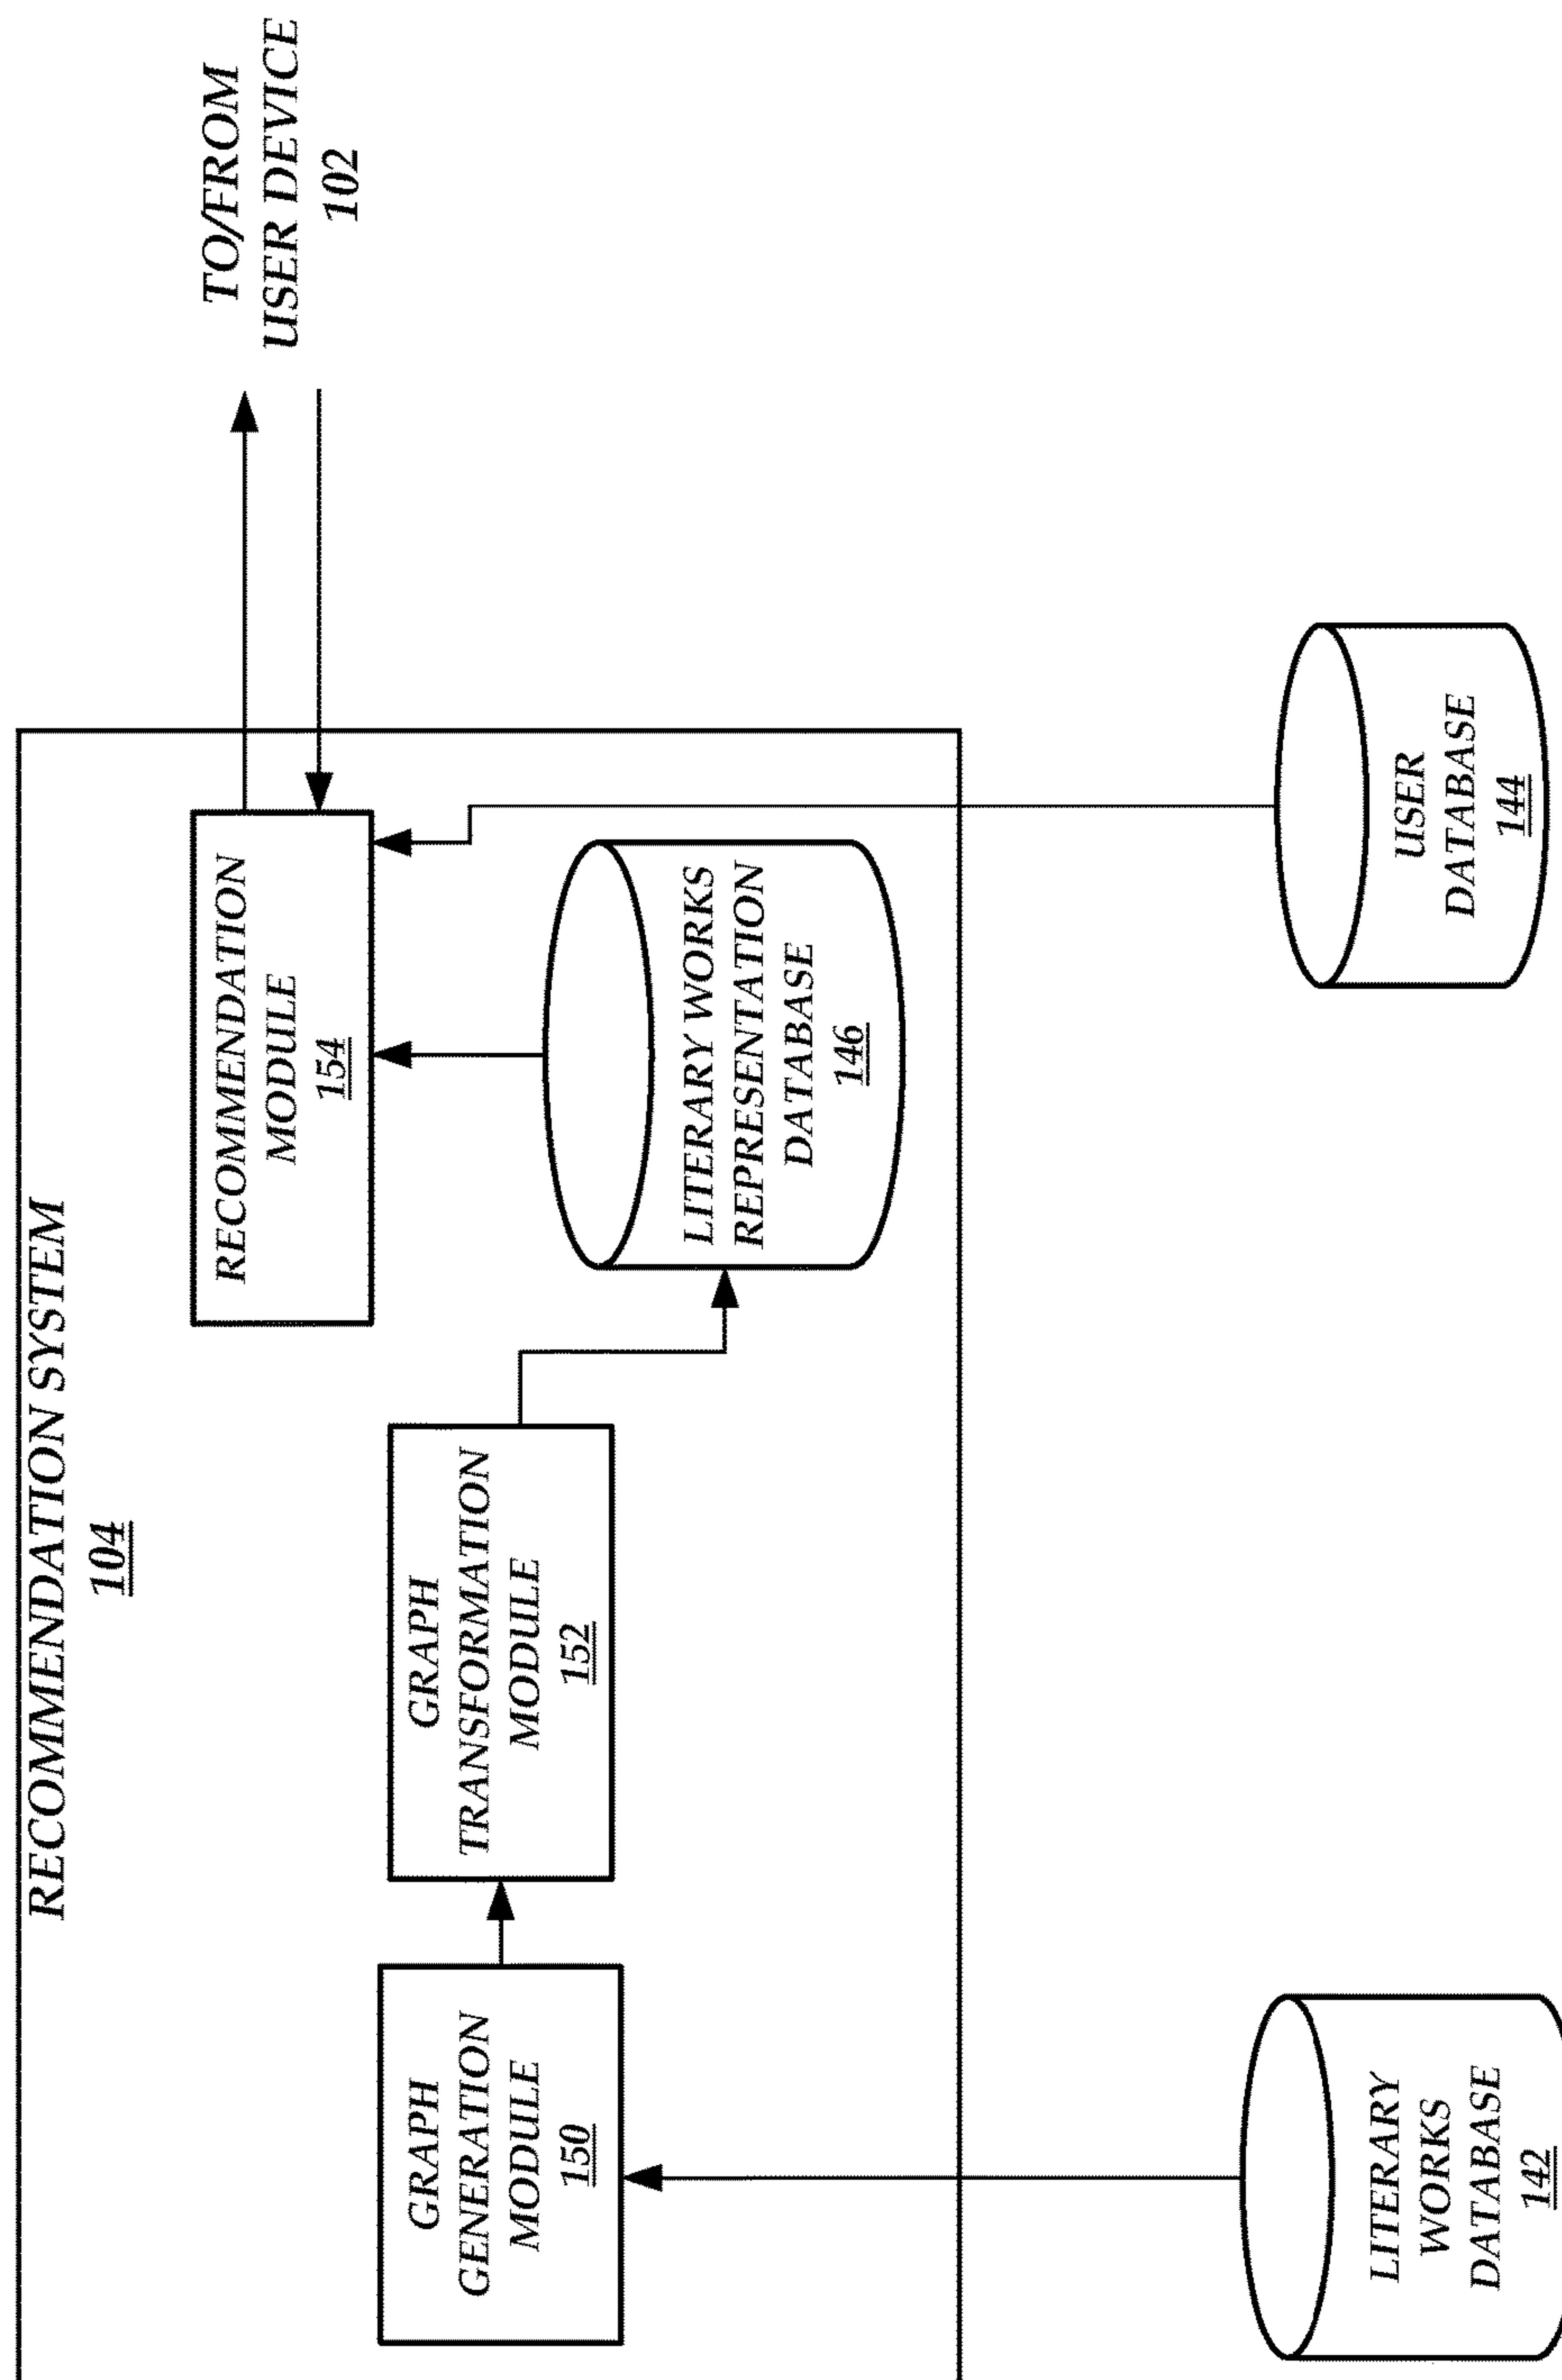 RECOMMENDATION SYSTEM
104
TO/FROM
USER DEVICE
102
RECOMMENDATION
MODULE
154
GRAPH
GENERATION
MODULE
150
GRAPH
TRANSFORMATION
MODULE
152
LITERARY WORKS
REPRESENTATION
DATABASE
146
LITERARY
WORKS
DATABASE
142
USER
DATABASE
144